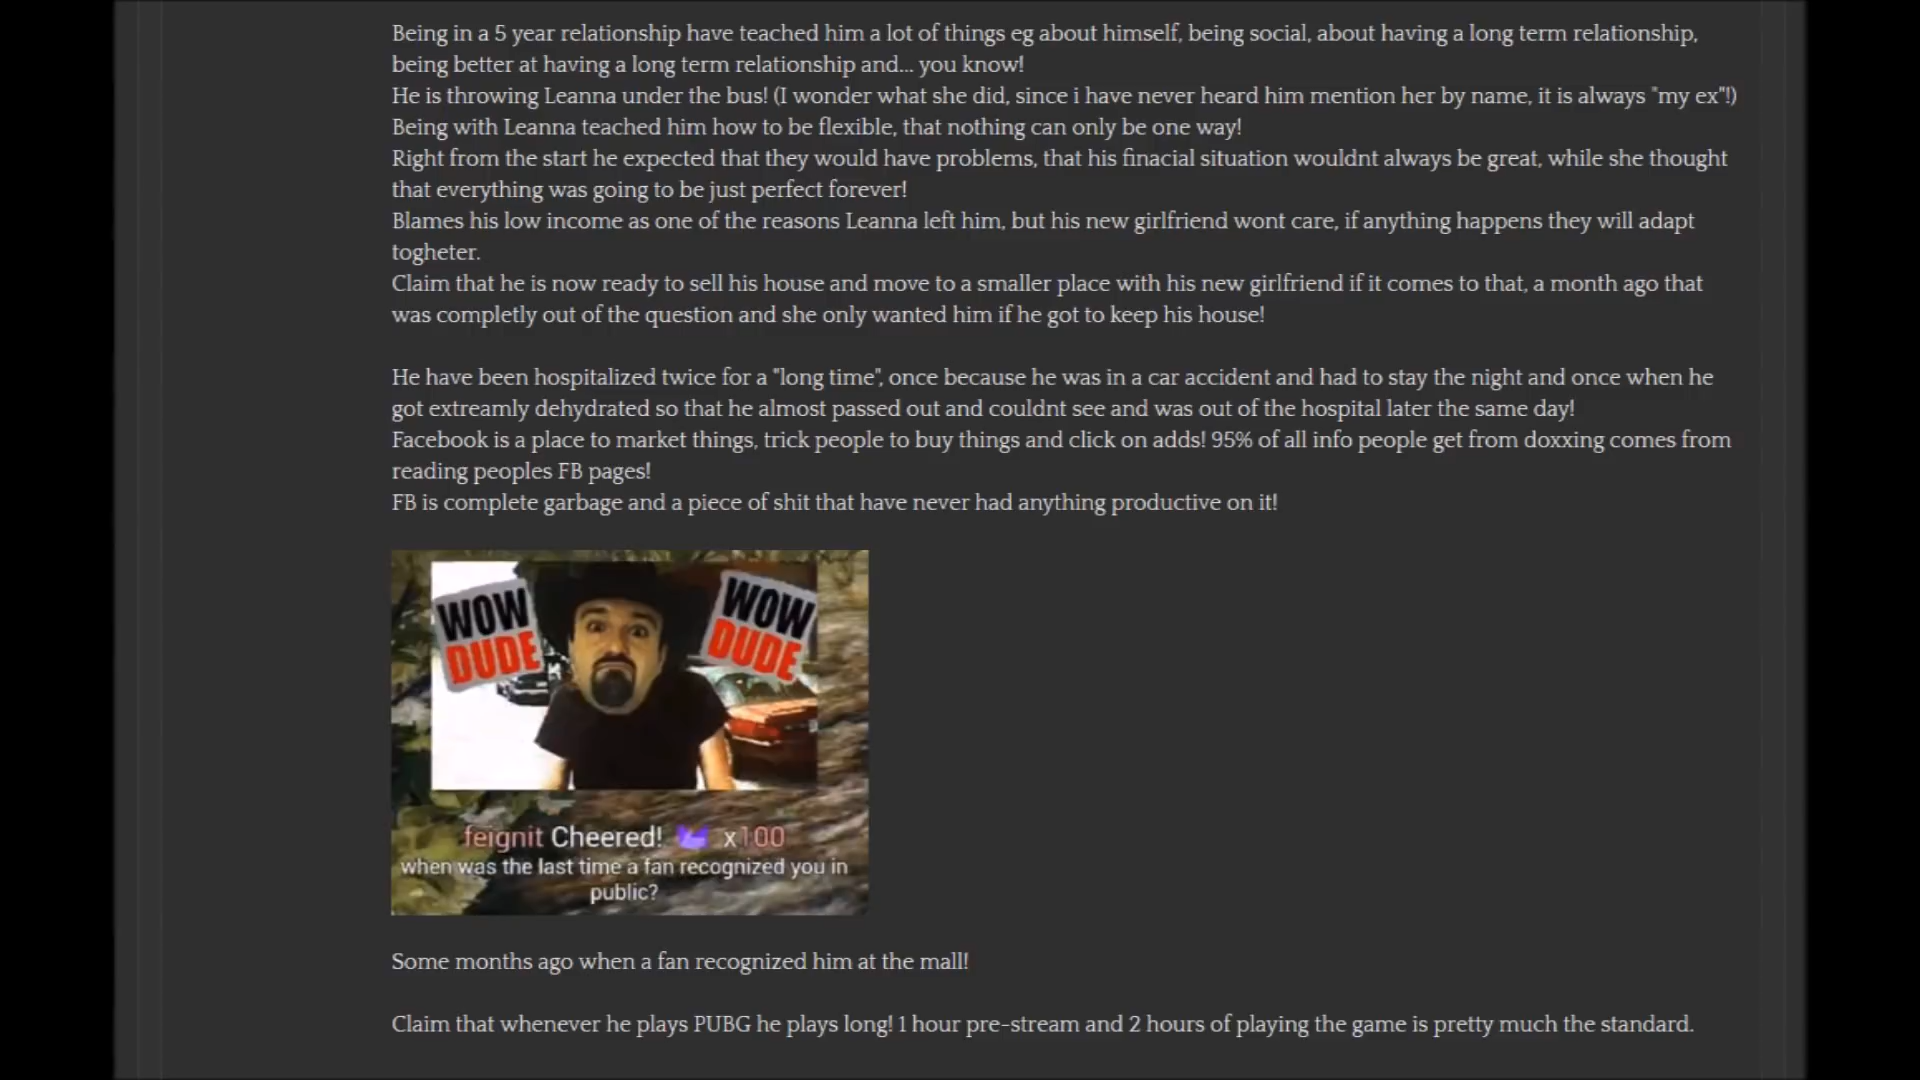 Being in a 5 year relationship have teached him a lot of things eg about himself, being social, about having a long term relationship,
being better at having a long term relationship and... you know!
He is throwing Leanna under the bus! (I wonder what she did, since i have never heard him mention her by name, it is always "my ex"!)
Being with Leanna teached him how to be flexible, that nothing can only be one way!
Right from the start he expected that they would have problems, that his finacial situation wouldnt always be great, while she thought
that everything was going to be just perfect forever!
Blames his low income as one of the reasons Leanna left him, but his new girlfriend wont care, if anything happens they will adapt
togheter.
Claim that he is now ready to sell his house and move to a smaller place with his new girlfriend if it comes to that, a month ago that
was completly out of the question and she only wanted him if he got to keep his house!
He have been hospitalized twice for a "long time", once because he was in a car accident and had to stay the night and once when he
got extreamly dehydrated so that he almost passed out and couldnt see and was out of the hospital later the same day!
Facebook is a place to market things, trick people to buy things and click on adds! 95% of all info people get from doxxing comes from
reading peoples FB pages!
FB is complete garbage and a piece of shit that have never had anything productive on it!
WOW
DUDE
WOW
DUDE
feignit Cheered! x100
when was the last time a fan recognized you in
public?
Some months ago when a fan recognized him at the mall!
Claim that whenever he plays PUBG he plays long! 1 hour pre-stream and 2 hours of playing the game is pretty much the standard.